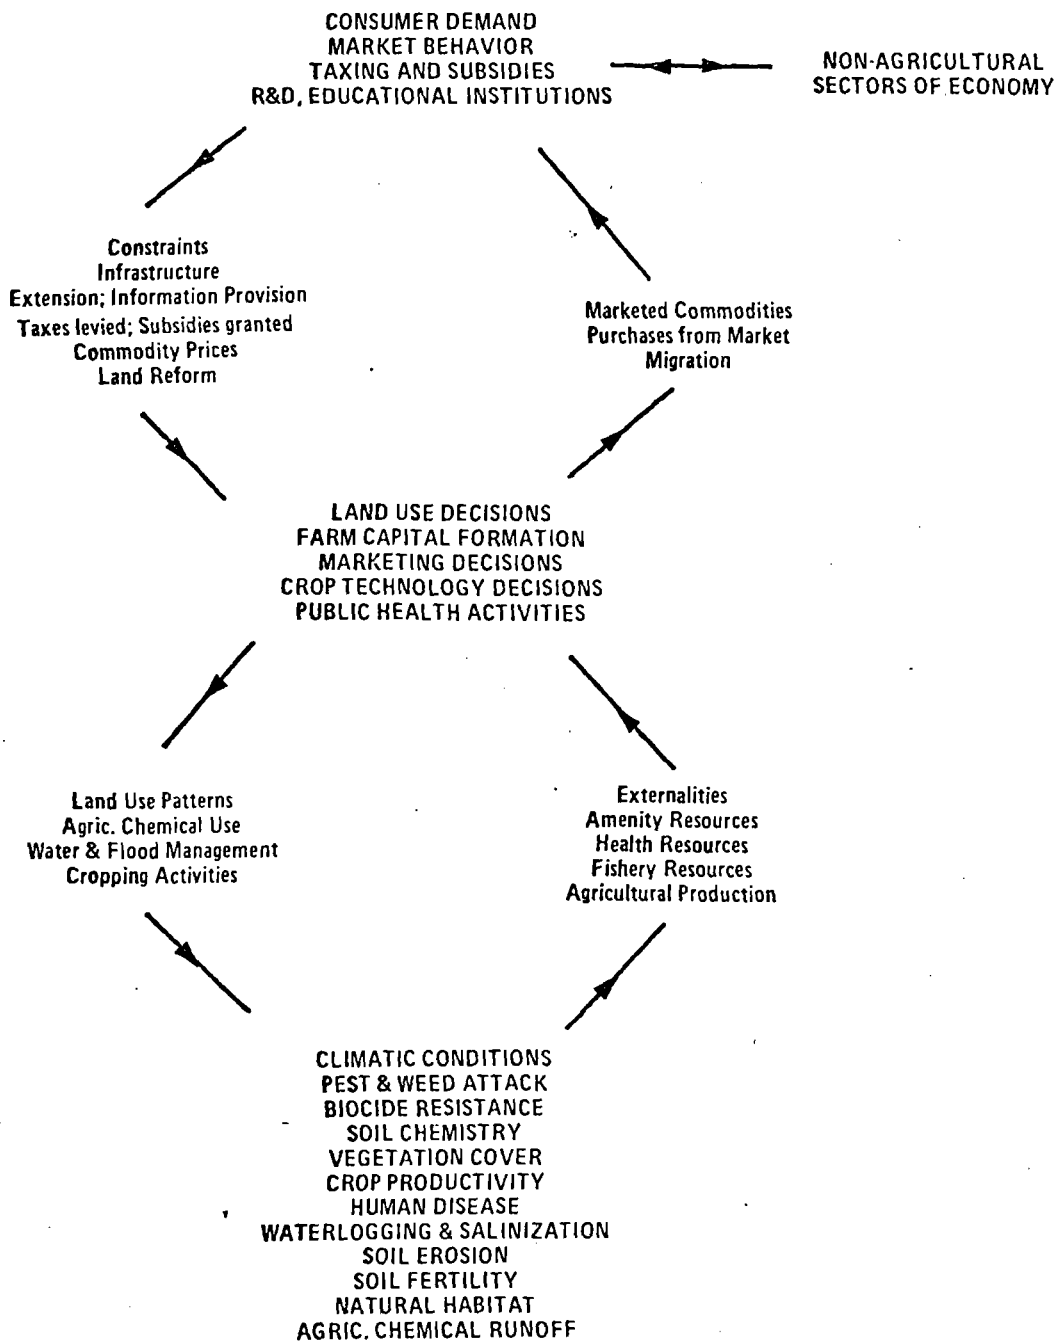 CONSUMER DEMAND
MARKET BEHAVIOR
TAXING AND SUBSIDIES
R&D, EDUCATIONAL INSTITUTIONS
NON-AGRICULTURAL
SECTORS OF ECONOMY
Constraints
Infrastructure
Extension; Information Provision
Taxes levied; Subsidies granted
Commodity Prices
Land Reform
Marketed Commodities
Purchases from Market
Migration
LAND USE DECISIONS
FARM CAPITAL FORMATION
MARKETING DECISIONS
CROP TECHNOLOGY DECISIONS
PUBLIC HEALTH ACTIVITIES
Land Use Patterns
Agric. Chemical Use
Water & Flood Management
Cropping Activities
Externalities
Amenity Resources
Health Resources
Fishery Resources
Agricultural Production
CLIMATIC CONDITIONS
PEST & WEED ATTACK
BIOCIDE RESISTANCE
SOIL CHEMISTRY
VEGETATION COVER
CROP PRODUCTIVITY
HUMAN DISEASE
WATERLOGGING & SALINIZATION
SOIL EROSION
SOIL FERTILITY
NATURAL HABITAT
AGRIC. CHEMICAL RUNOFF